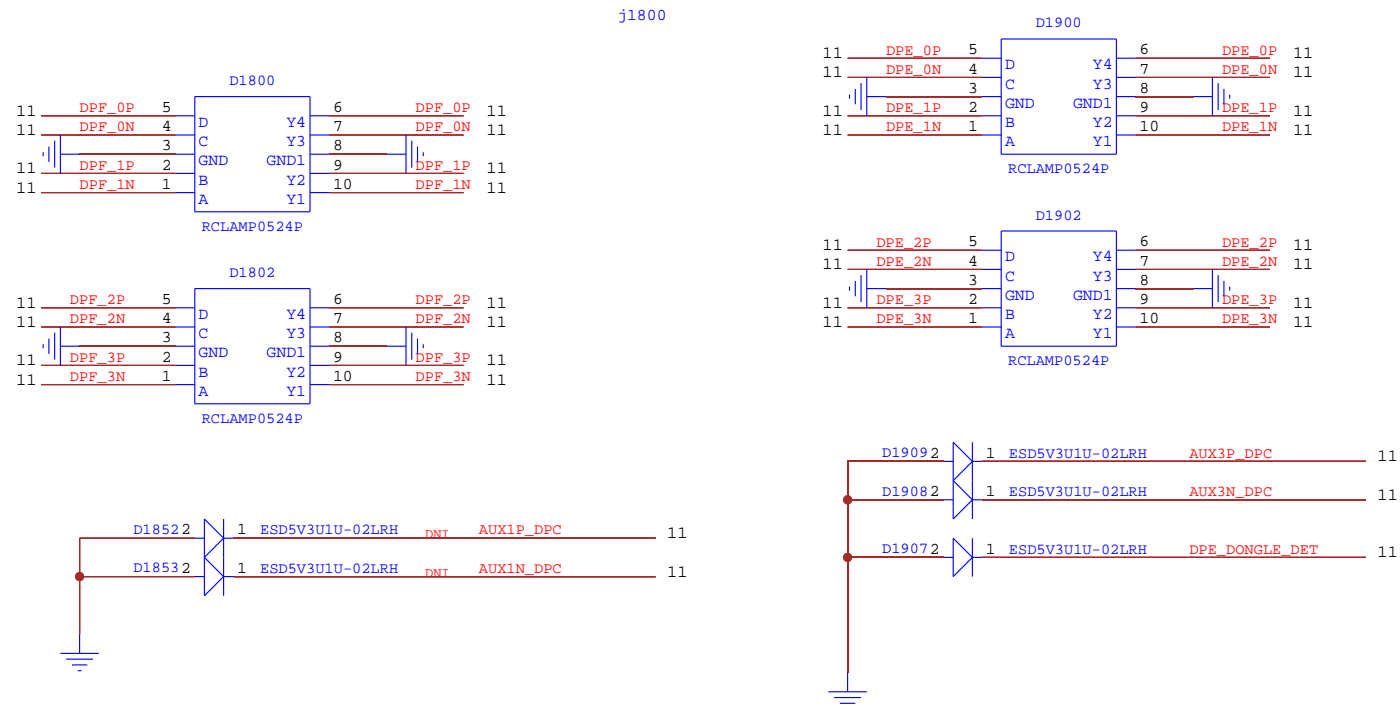 j1800
D1800
11 DPF_0P 5 D Y4 6 DPF_0P 11
11 DPF_0N 4 C Y3 7 DPF_0N 11
3 GND GND1 8
11 DPF_1P 2 B Y2 9 DPF_1P 11
11 DPF_1N 1 A Y1 10 DPF_1N 11
RCLAMP0524P
D1802
11 DPF_2P 5 D Y4 6 DPF_2P 11
11 DPF_2N 4 C Y3 7 DPF_2N 11
3 GND GND1 8
11 DPF_3P 2 B Y2 9 DPF_3P 11
11 DPF_3N 1 A Y1 10 DPF_3N 11
RCLAMP0524P
D1852 2 1 ESD5V3U1U-02LRH DNI AUX1P_DPC 11
D1853 2 1 ESD5V3U1U-02LRH DNI AUX1N_DPC 11
D1900
11 DPE_0P 5 D Y4 6 DPE_0P 11
11 DPE_0N 4 C Y3 7 DPE_0N 11
3 GND GND1 8
11 DPE_1P 2 B Y2 9 DPE_1P 11
11 DPE_1N 1 A Y1 10 DPE_1N 11
RCLAMP0524P
D1902
11 DPE_2P 5 D Y4 6 DPE_2P 11
11 DPE_2N 4 C Y3 7 DPE_2N 11
3 GND GND1 8
11 DPE_3P 2 B Y2 9 DPE_3P 11
11 DPE_3N 1 A Y1 10 DPE_3N 11
RCLAMP0524P
D1909 2 1 ESD5V3U1U-02LRH AUX3P_DPC 11
D1908 2 1 ESD5V3U1U-02LRH AUX3N_DPC 11
D1907 2 1 ESD5V3U1U-02LRH DPE_DONGLE_DET 11